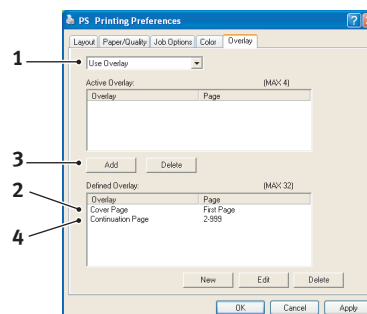 PS Printing Preferences
Layout Paper/Quality Job Options Color Overlay
1
Use Overlay
Active Overlay: (MAX 4)
Overlay Page
3
Add Delete
Defined Overlay: (MAX 32)
Overlay Page
2
Cover Page First Page
4
Continuation Page 2-999
New Edit Delete
OK Cancel Apply